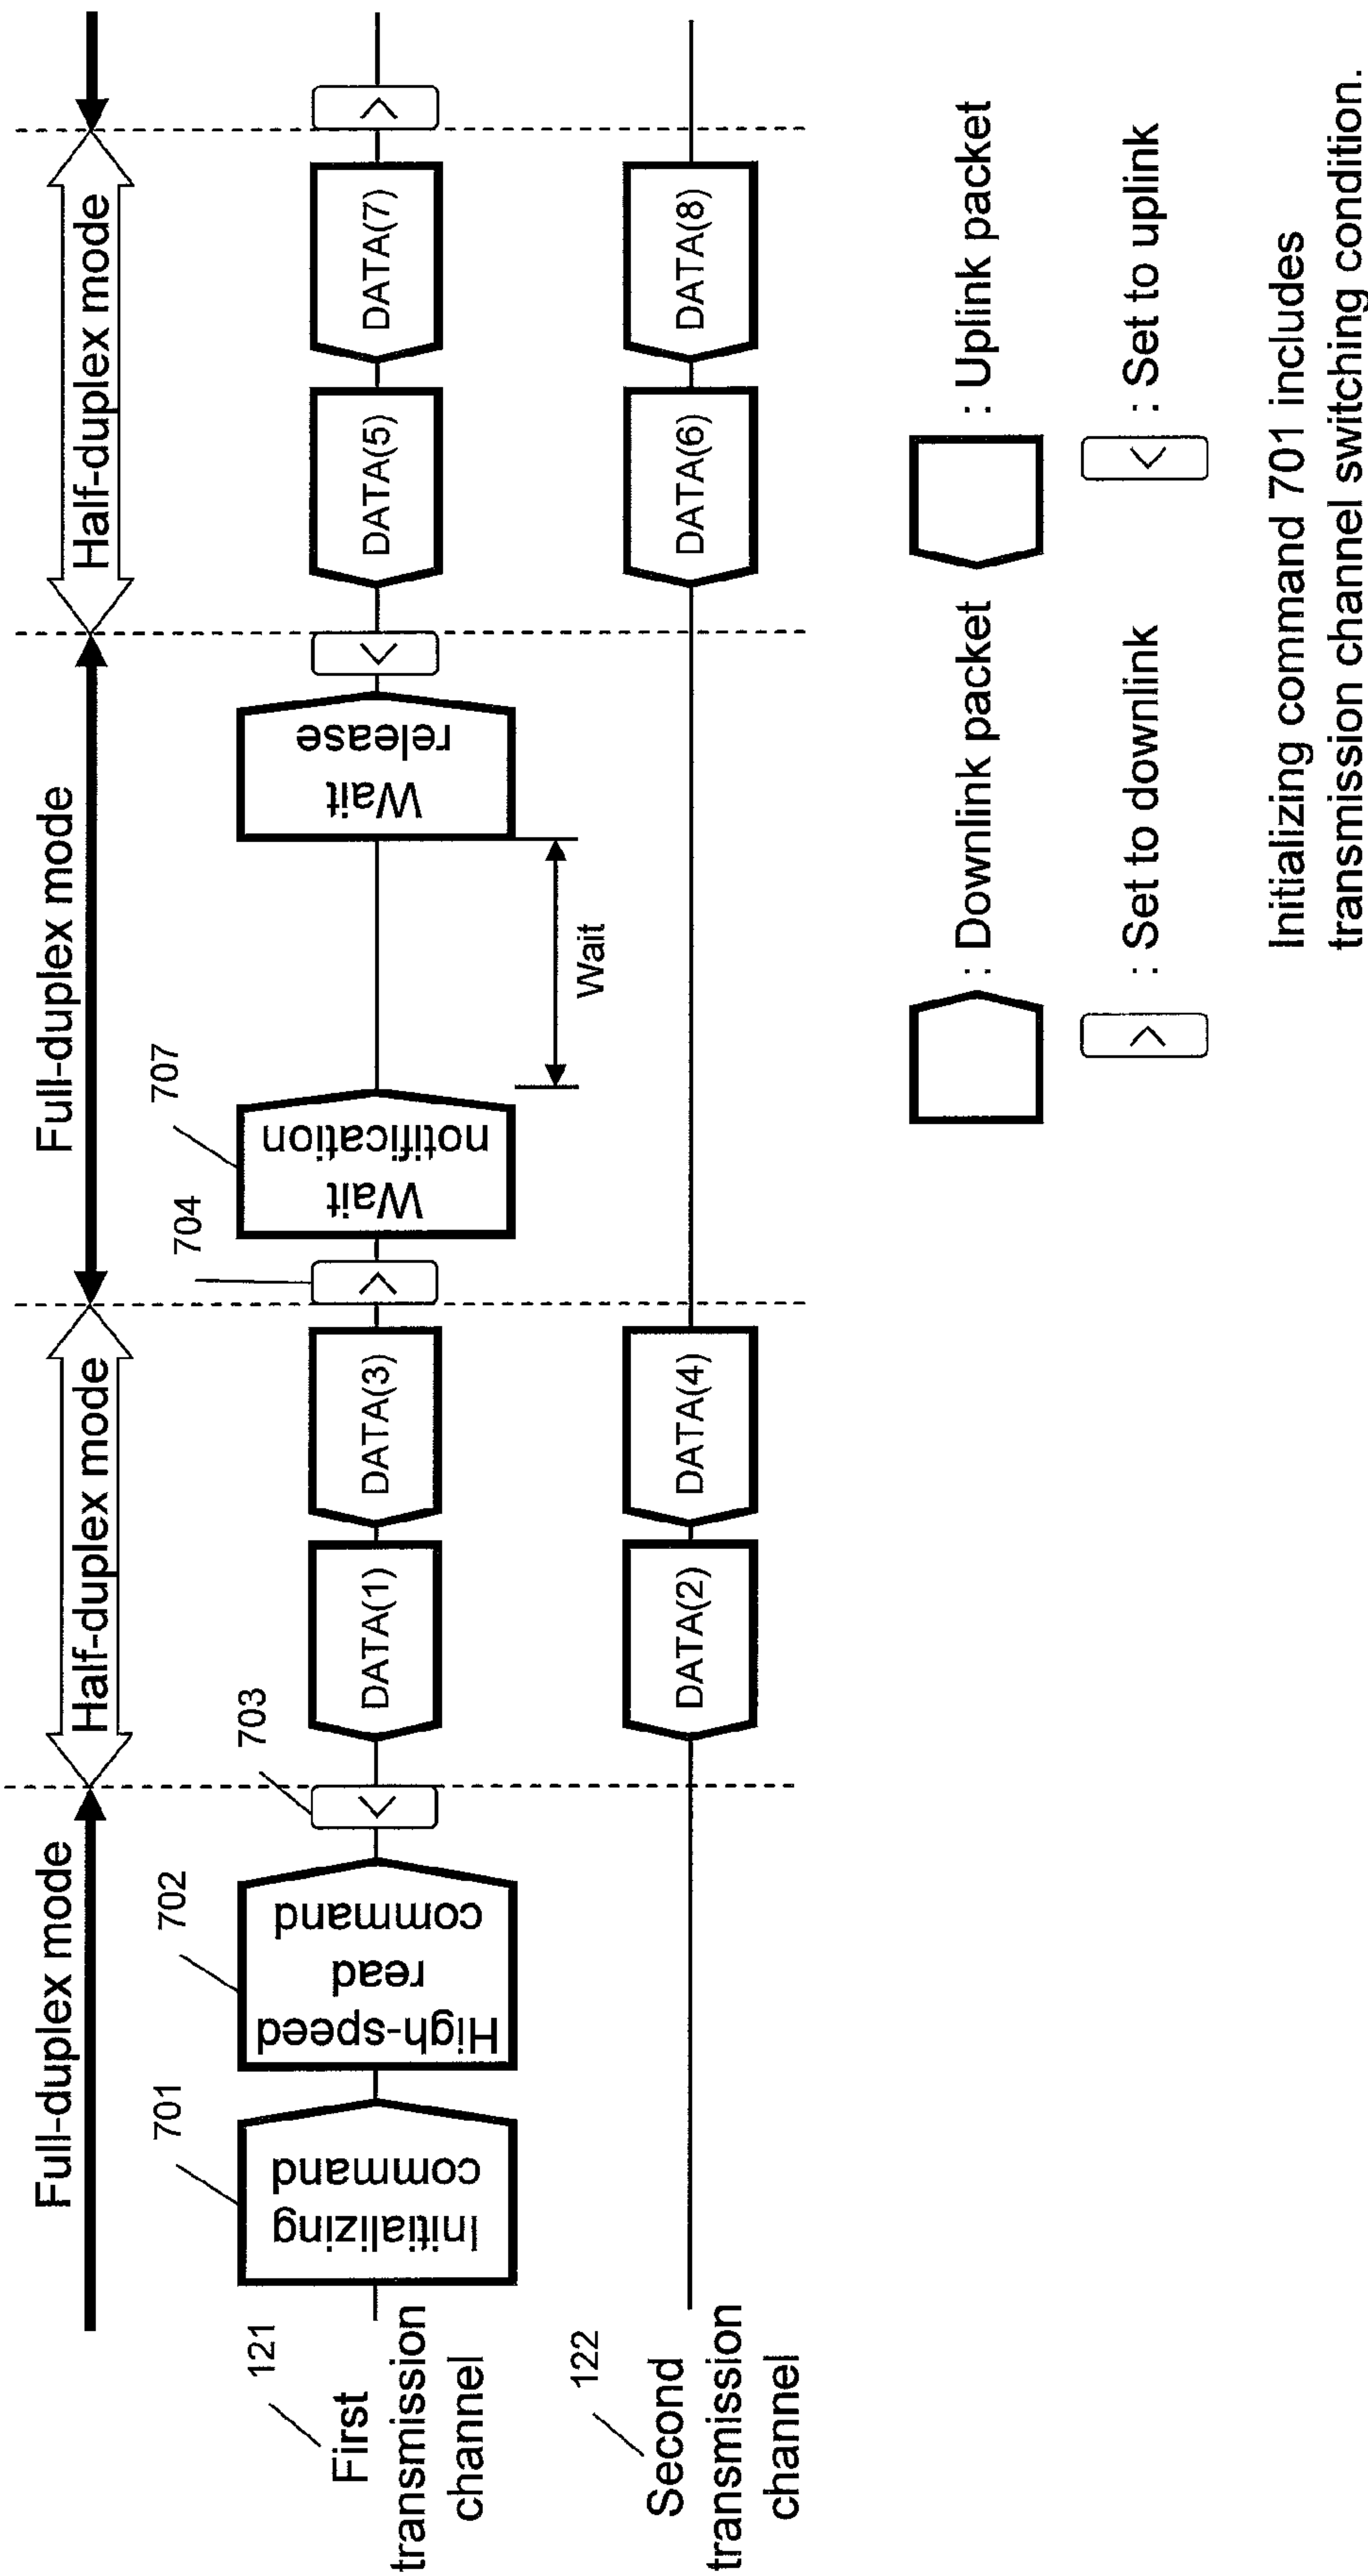 Full-duplex mode
Half-duplex mode
Full-duplex mode
Half-duplex mode
121
First
transmission
channel
701
Initializing
command
702
High-speed
read
command
703
DATA(1)
DATA(3)
704
707
Wait
notification
Wait
Wait
release
DATA(5)
DATA(7)
122
Second
transmission
channel
DATA(2)
DATA(4)
DATA(6)
DATA(8)
: Downlink packet
: Uplink packet
: Set to downlink
: Set to uplink
Initializing command 701 includes
transmission channel switching condition.